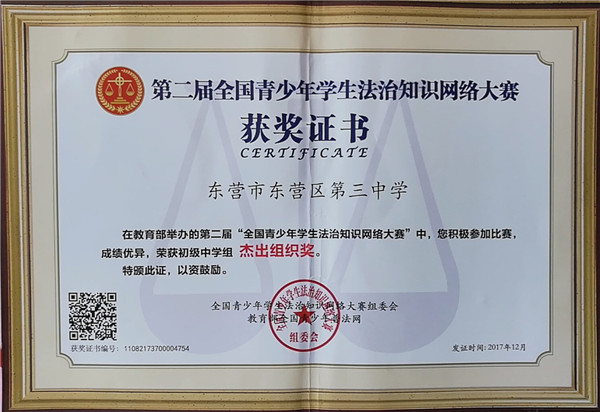 第二届全国青少年学生法治知识网络大赛
获奖证书
CERTIFICATE
东营市东营区第三中学
在教育部举办的第二届“全国青少年学生法治知识网络大赛”中，您积极参加比赛，
成绩优异，荣获初级中学组 杰出组织奖。
特颁此证，以资鼓励。
全国青少年学生法治知识网络大赛组委会
教育部全国青少年普法网
组委会
获奖证书编号：11082173700004754
发证时间：2017年12月